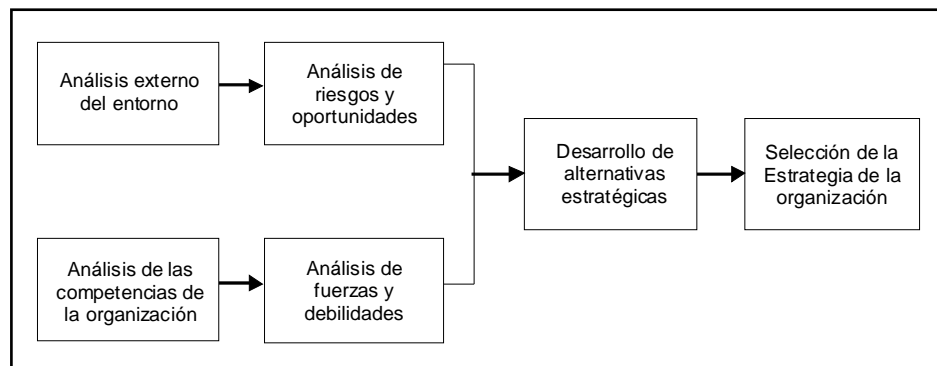 Análisis externo
del entorno
Análisis de
riesgos y
oportunidades
Desarrollo de
alternativas
estratégicas
Selección de la
Estrategia de la
organización
Análisis de las
competencias de
la organización
Análisis de
fuerzas y
debilidades